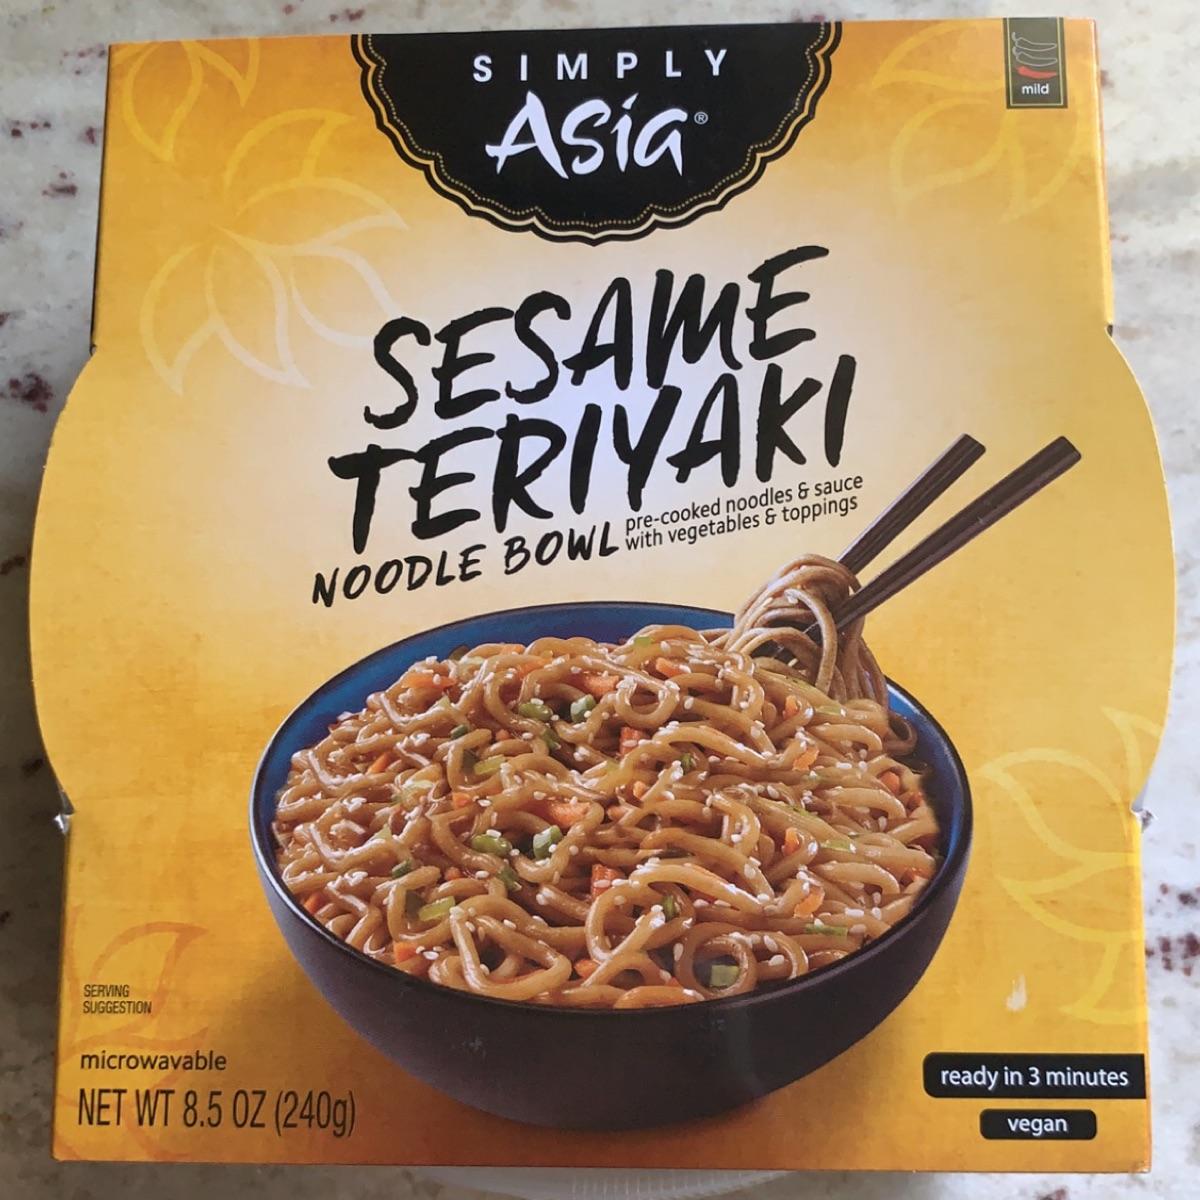 SIMPLY
Asia®
mild
SESAME
TERIYAKI
NOODLE BOWL
pre-cooked noodles & sauce
with vegetables & toppings
SERVING
SUGGESTION
microwavable
NET WT 8.5 OZ (240g)
ready in 3 minutes
vegan